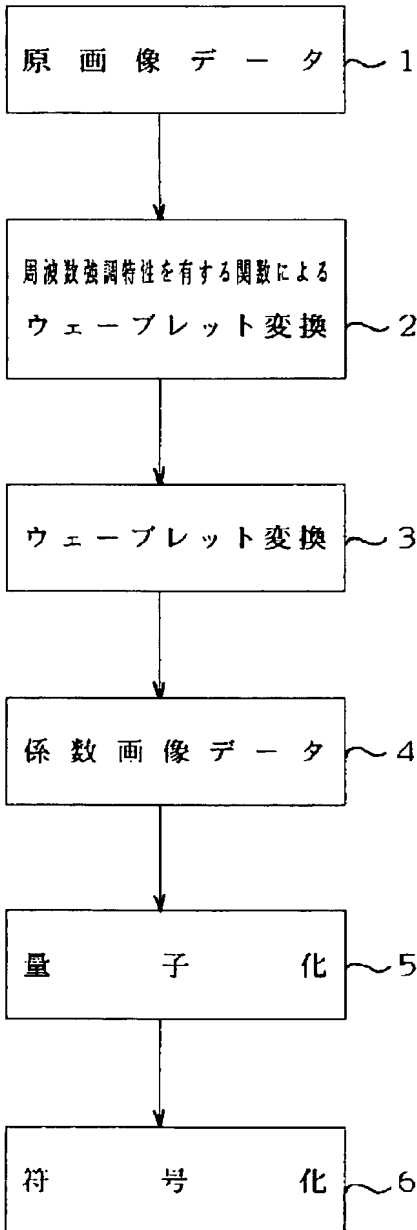 原画像データ 1
周波数強調特性を有する関数による
ウェーブレット変換 2
ウェーブレット変換 3
係数画像データ 4
量子化 5
符号化 6